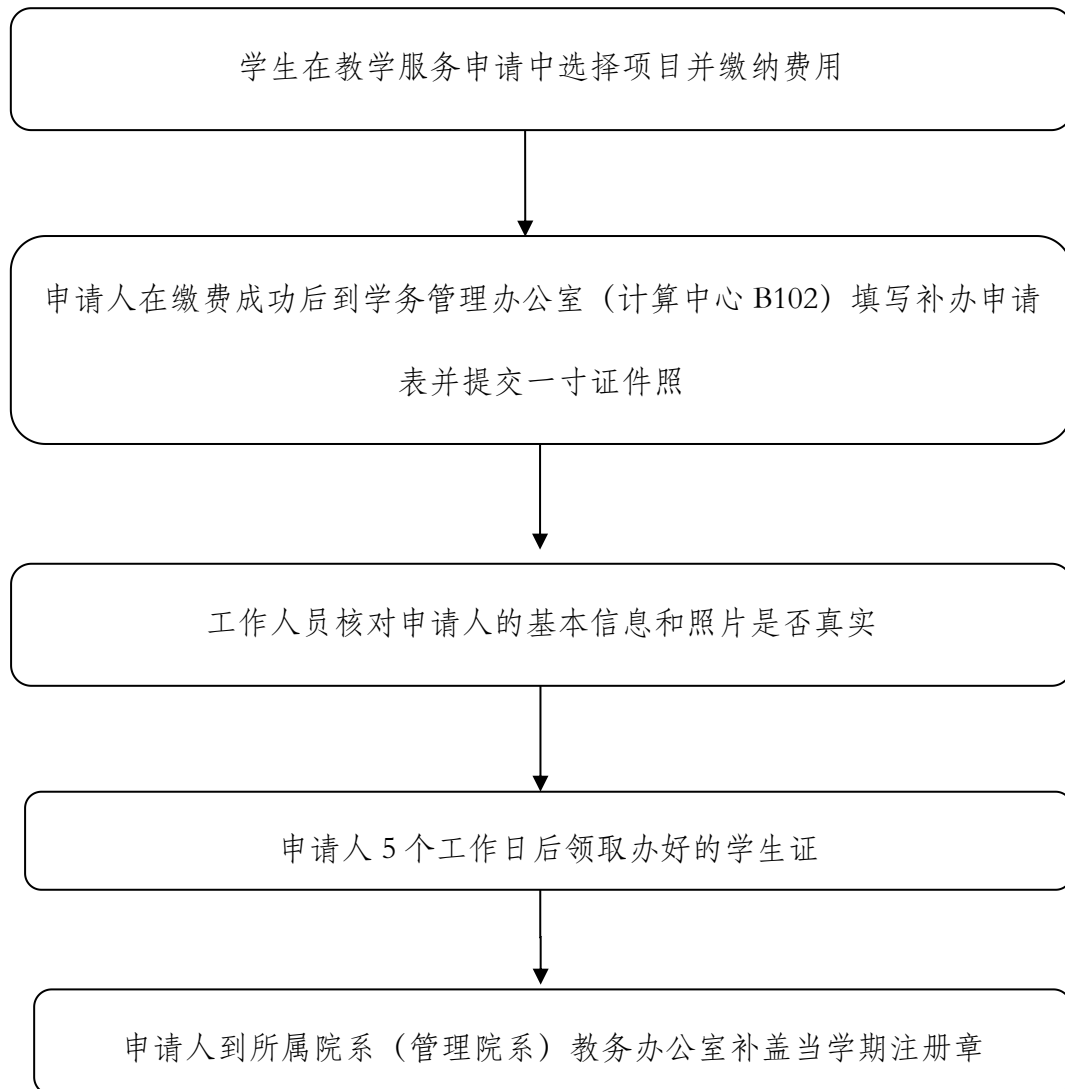 学生在教学服务申请中选择项目并缴纳费用
申请人在缴费成功后到学务管理办公室（计算中心 B102）填写补办申请
表并提交一寸证件照
工作人员核对申请人的基本信息和照片是否真实
申请人 5 个工作日后领取办好的学生证
申请人到所属院系（管理院系）教务办公室补盖当学期注册章